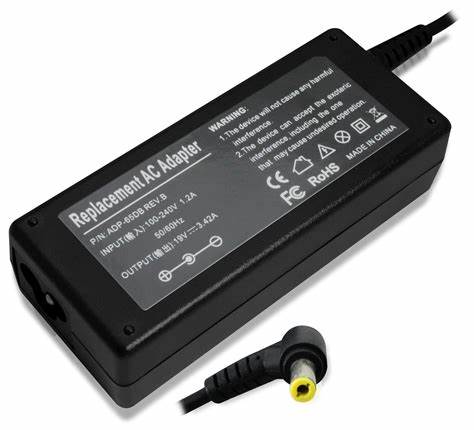 Replacement AC Adapter
P/N:ADP-65DB REV.B
INPUT(输入):100-240V 1.2A
50/60Hz
OUTPUT(输出):19V⎓3.42A
WARNING:
1.The device will not cause any harmful
interference.
2.The device can accept the exoteric
interference, including the one
that may cause undesired operation.
CE
FC
RoHS
MADE IN CHINA